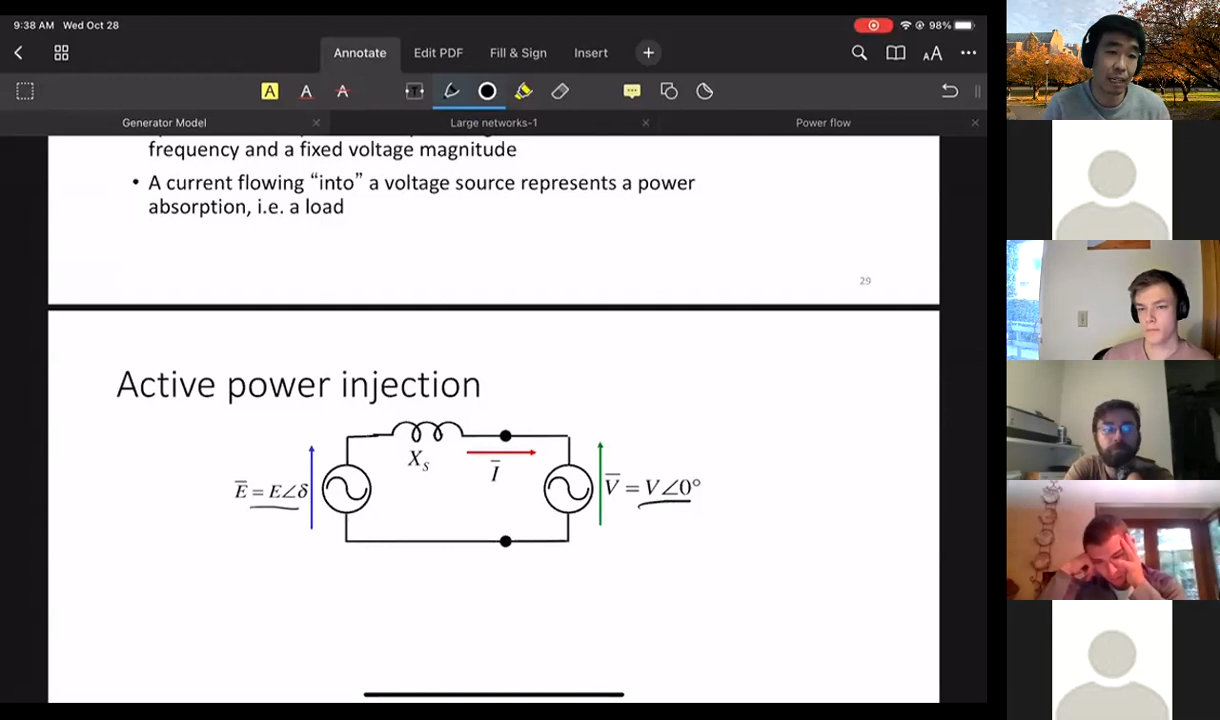 9:38 AM Wed Oct 28
98%
Annotate
Edit PDF
Fill & Sign
Insert
AA
A
A
A
T
Generator Model
Large networks-1
Power flow
frequency and a fixed voltage magnitude
• A current flowing “into” a voltage source represents a power
absorption, i.e. a load
29
Active power injection
X_s
I̅
E̅ = E∠δ
V̅ = V∠0°